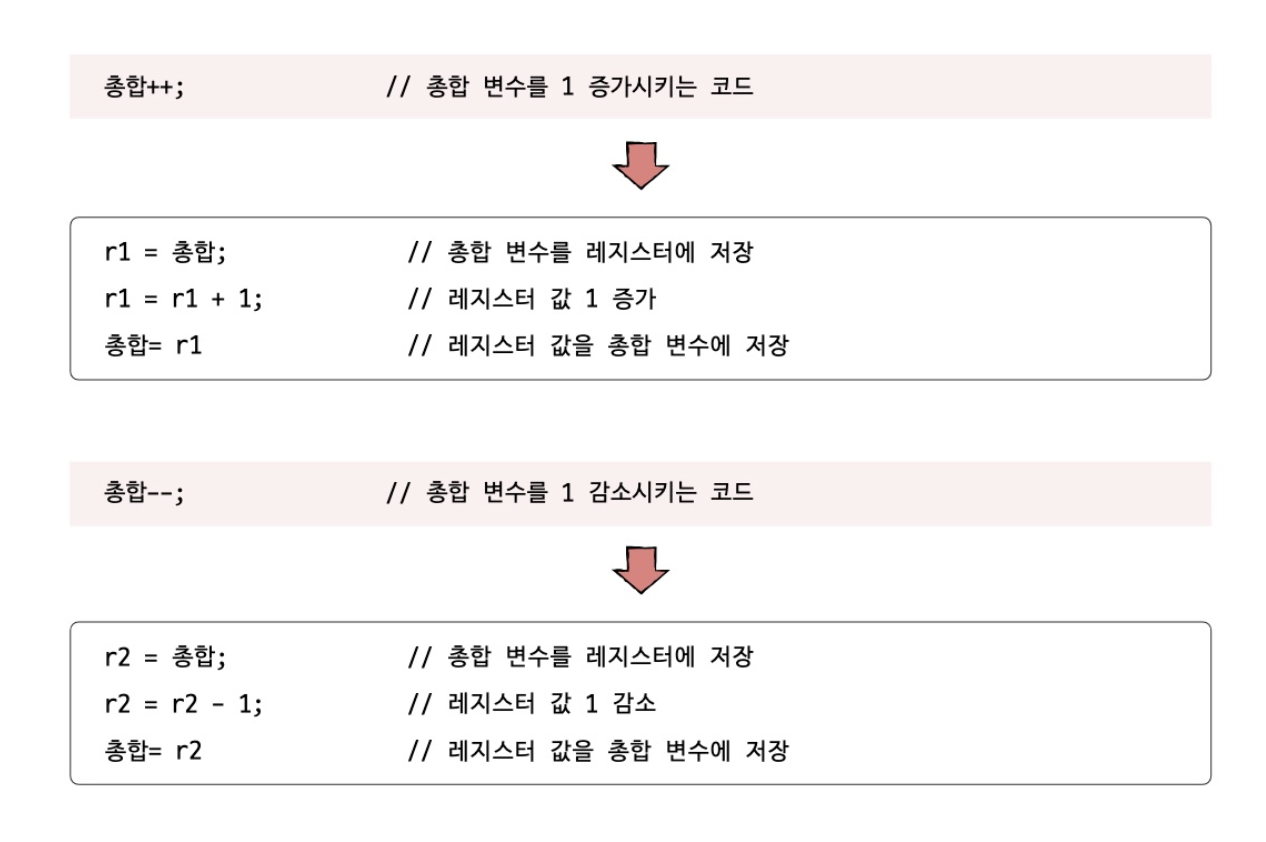 총합++; // 총합 변수를 1 증가시키는 코드
r1 = 총합; // 총합 변수를 레지스터에 저장
r1 = r1 + 1; // 레지스터 값 1 증가
총합= r1 // 레지스터 값을 총합 변수에 저장
총합--; // 총합 변수를 1 감소시키는 코드
r2 = 총합; // 총합 변수를 레지스터에 저장
r2 = r2 - 1; // 레지스터 값 1 감소
총합= r2 // 레지스터 값을 총합 변수에 저장